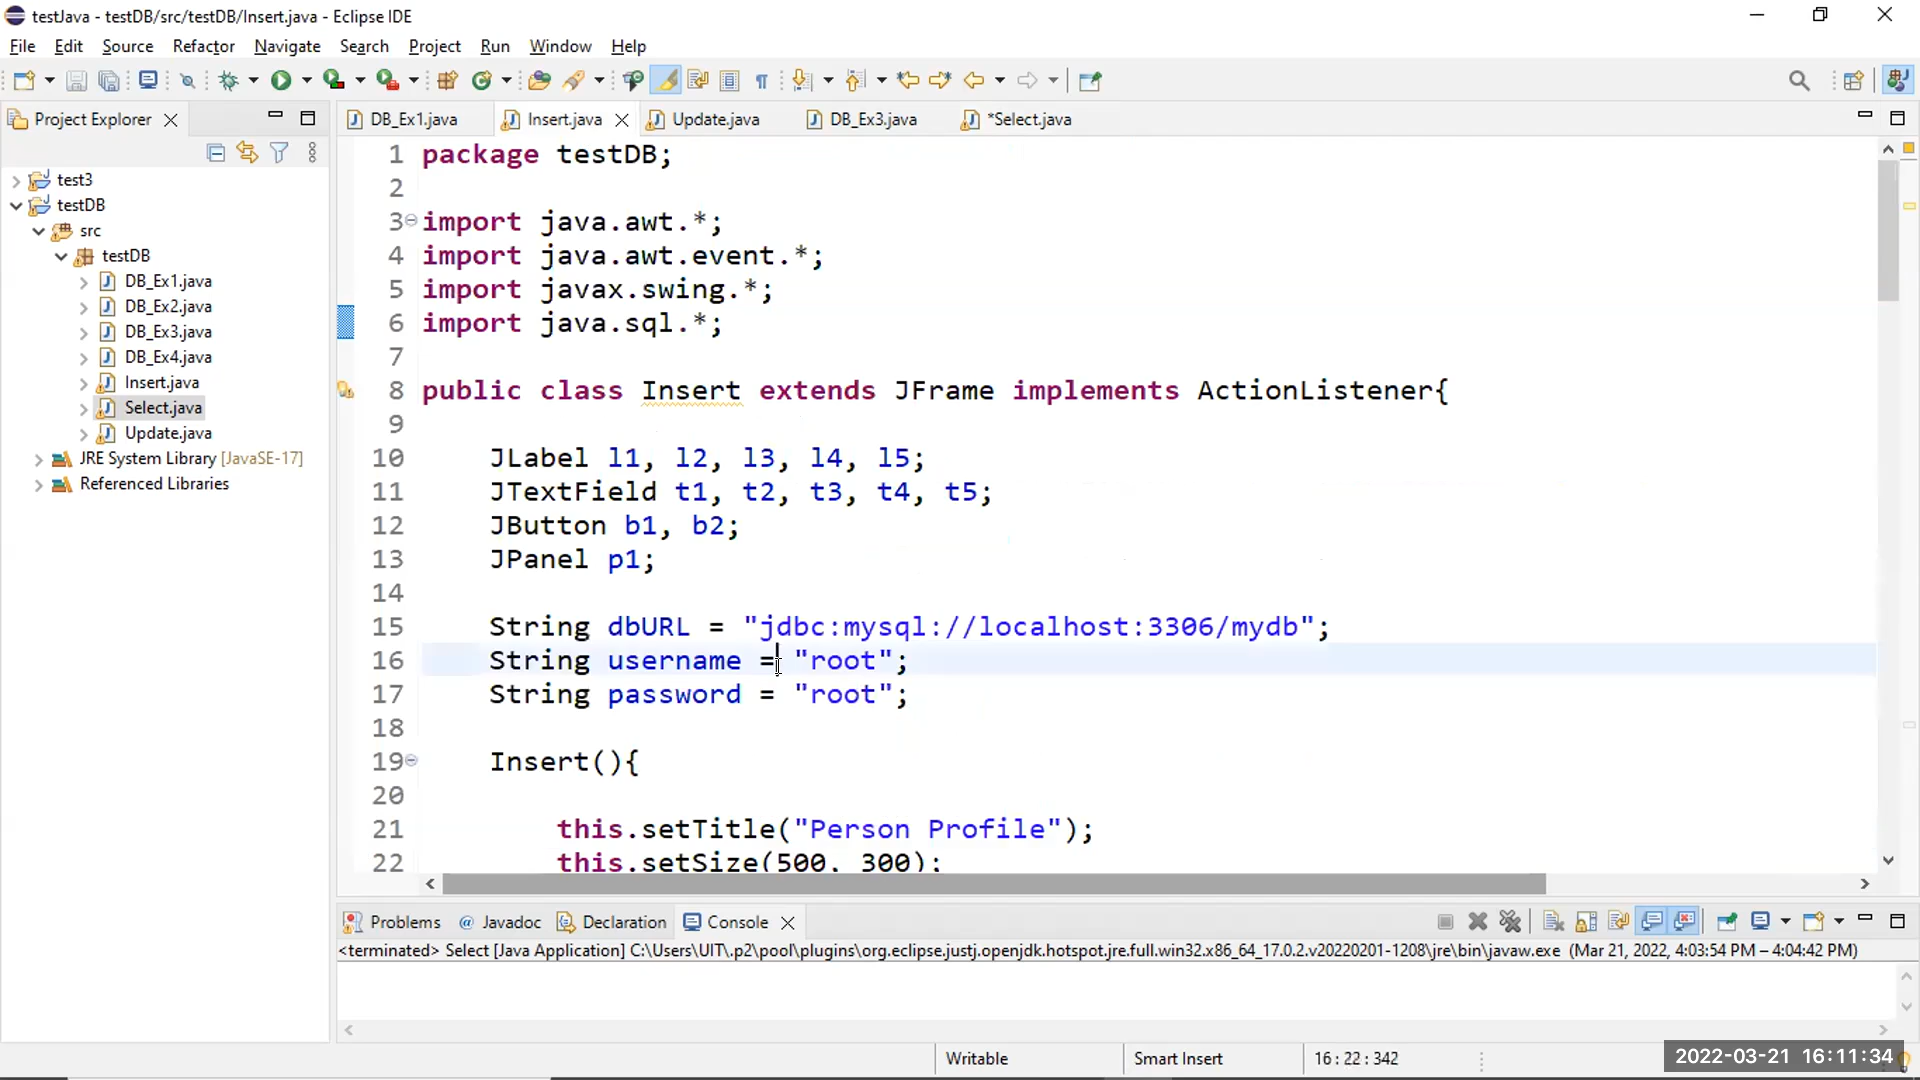 testJava - testDB/src/testDB/Insert.java - Eclipse IDE
File Edit Source Refactor Navigate Search Project Run Window Help
Project Explorer
DB_Ex1.java Insert.java Update.java DB_Ex3.java *Select.java
test3
testDB
src
testDB
DB_Ex1.java
DB_Ex2.java
DB_Ex3.java
DB_Ex4.java
Insert.java
Select.java
Update.java
JRE System Library [JavaSE-17]
Referenced Libraries
1 package testDB;
2
3 import java.awt.*;
4 import java.awt.event.*;
5 import javax.swing.*;
6 import java.sql.*;
7
8 public class Insert extends JFrame implements ActionListener{
9
10 JLabel l1, l2, l3, l4, l5;
11 JTextField t1, t2, t3, t4, t5;
12 JButton b1, b2;
13 JPanel p1;
14
15 String dbURL = "jdbc:mysql://localhost:3306/mydb";
16 String username = "root";
17 String password = "root";
18
19 Insert(){
20
21 this.setTitle("Person Profile");
22 this.setSize(500, 300);
Problems Javadoc Declaration Console
<terminated> Select [Java Application] C:\Users\UIT\.p2\pool\plugins\org.eclipse.justj.openjdk.hotspot.jre.full.win32.x86_64_17.0.2.v20220201-1208\jre\bin\javaw.exe (Mar 21, 2022, 4:03:54 PM – 4:04:42 PM)
Writable Smart Insert 16 : 22 : 342
2022-03-21 16:11:34